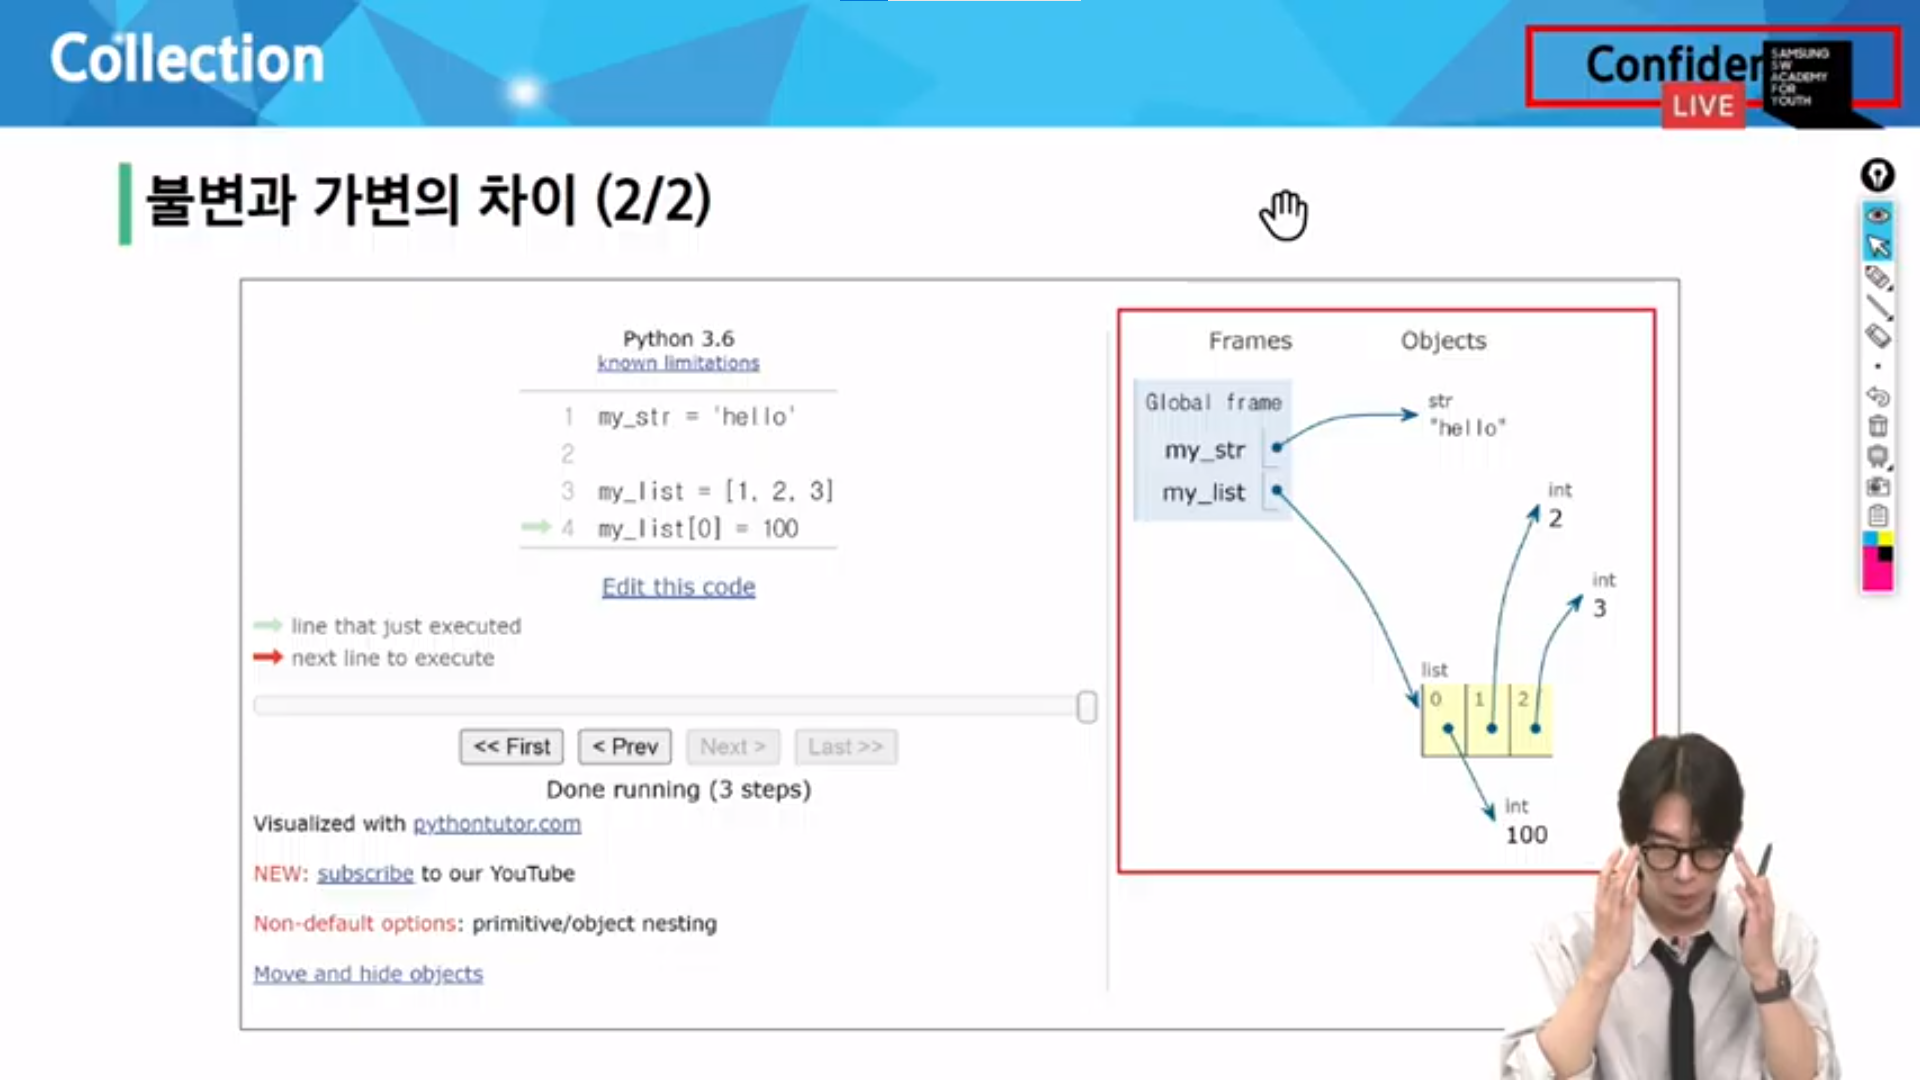 Collection
Confiden
SAMSUNG
SW
ACADEMY
FOR
YOUTH
LIVE
불변과 가변의 차이 (2/2)
Python 3.6
known limitations
1 my_str = 'hello'
2
3 my_list = [1, 2, 3]
4 my_list[0] = 100
Edit this code
line that just executed
next line to execute
<< First < Prev Next > Last >>
Done running (3 steps)
Visualized with pythontutor.com
NEW: subscribe to our YouTube
Non-default options: primitive/object nesting
Move and hide objects
Frames Objects
Global frame
my_str
my_list
str
"hello"
int
2
int
3
list
0 1 2
int
100